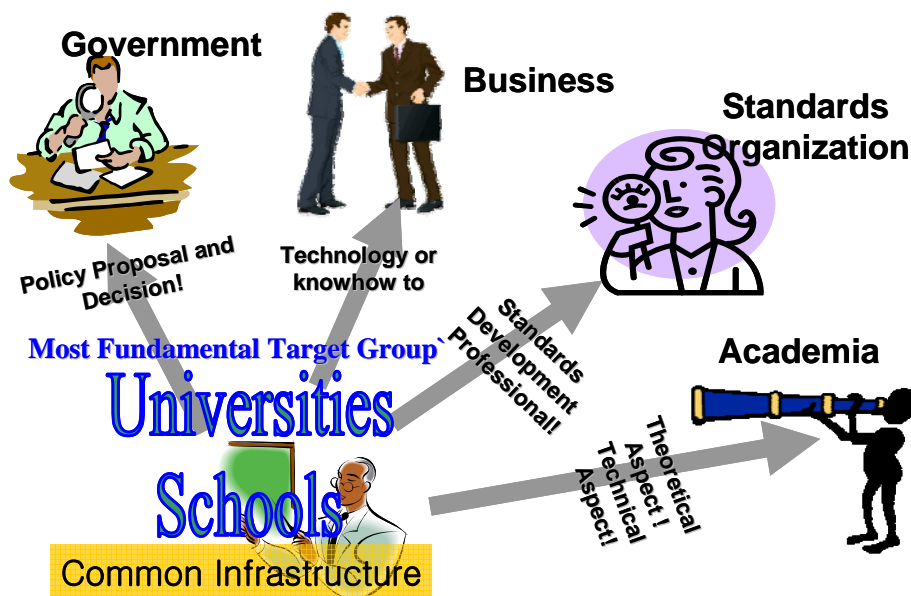 Government
Business
Standards
Organization
Policy Proposal and
Decision!
Technology or
knowhow to
Standards
Development
Professional!
Most Fundamental Target Group`
Universities
Schools
Common Infrastructure
Academia
Theoretical
Aspect !
Technical
Aspect!